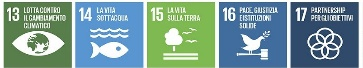 13 LOTTA CONTRO
IL CAMBIAMENTO
CLIMATICO
14 LA VITA
SOTT'ACQUA
15 LA VITA
SULLA TERRA
16 PACE, GIUSTIZIA
E ISTITUZIONI
SOLIDE
17 PARTNERSHIP
PER GLI OBIETTIVI